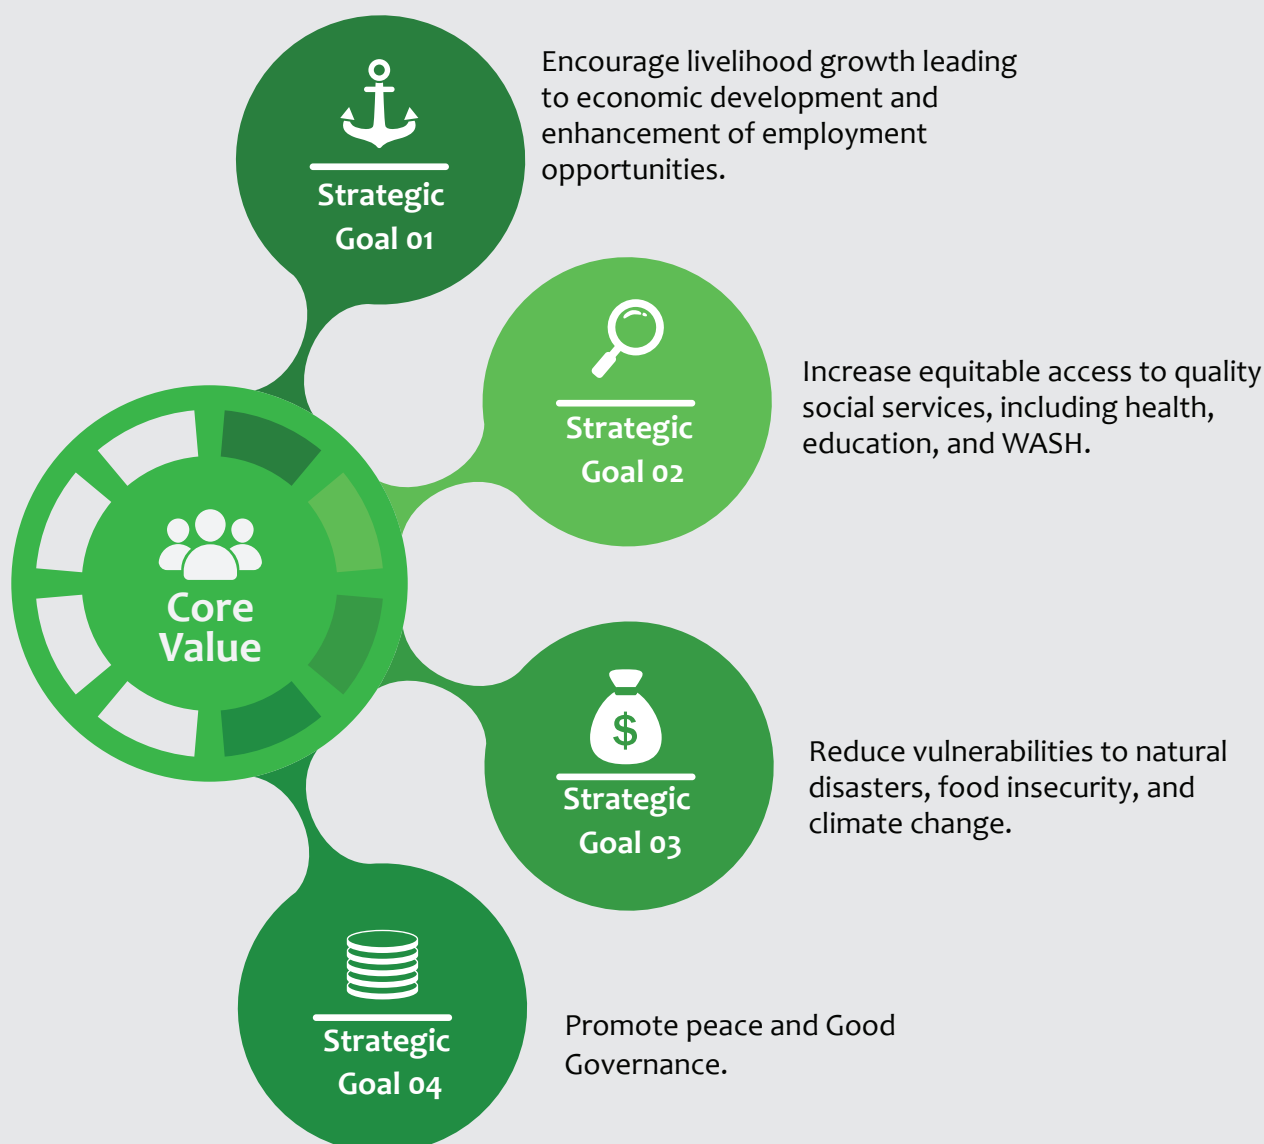 Strategic
Goal 01
Encourage livelihood growth leading
to economic development and
enhancement of employment
opportunities.
Strategic
Goal 02
Increase equitable access to quality
social services, including health,
education, and WASH.
Core
Value
$
Strategic
Goal 03
Reduce vulnerabilities to natural
disasters, food insecurity, and
climate change.
Strategic
Goal 04
Promote peace and Good
Governance.